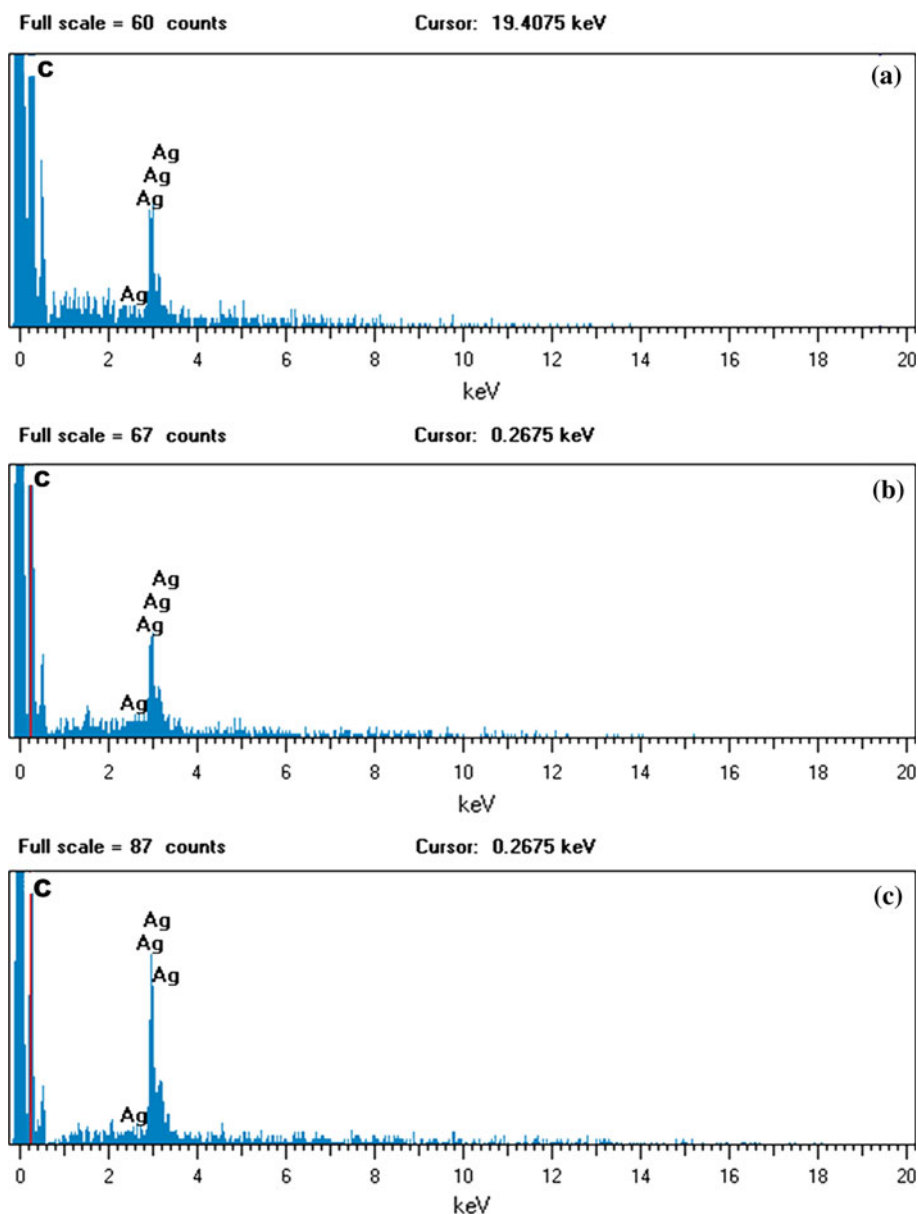 Full scale = 60 counts Cursor: 19.4075 keV
C (a)
Ag
Ag
Ag
Ag
0 2 4 6 8 10 12 14 16 18 20
keV
Full scale = 67 counts Cursor: 0.2675 keV
C (b)
Ag
Ag
Ag
Ag
0 2 4 6 8 10 12 14 16 18 20
keV
Full scale = 87 counts Cursor: 0.2675 keV
C (c)
Ag
Ag
Ag
Ag
0 2 4 6 8 10 12 14 16 18 20
keV